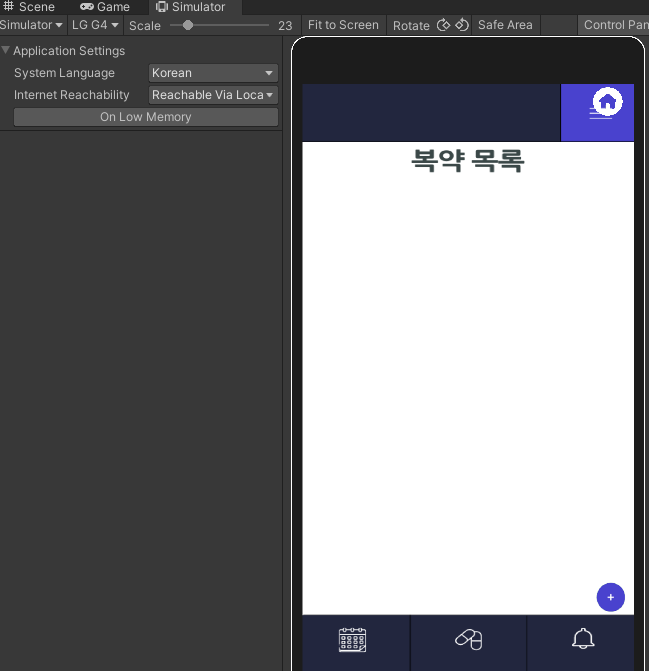 Scene Game Simulator
Simulator LG G4 Scale 23 Fit to Screen Rotate Safe Area Control Pan
Application Settings
System Language Korean
Internet Reachability Reachable Via Loca
On Low Memory
복약 목록
+